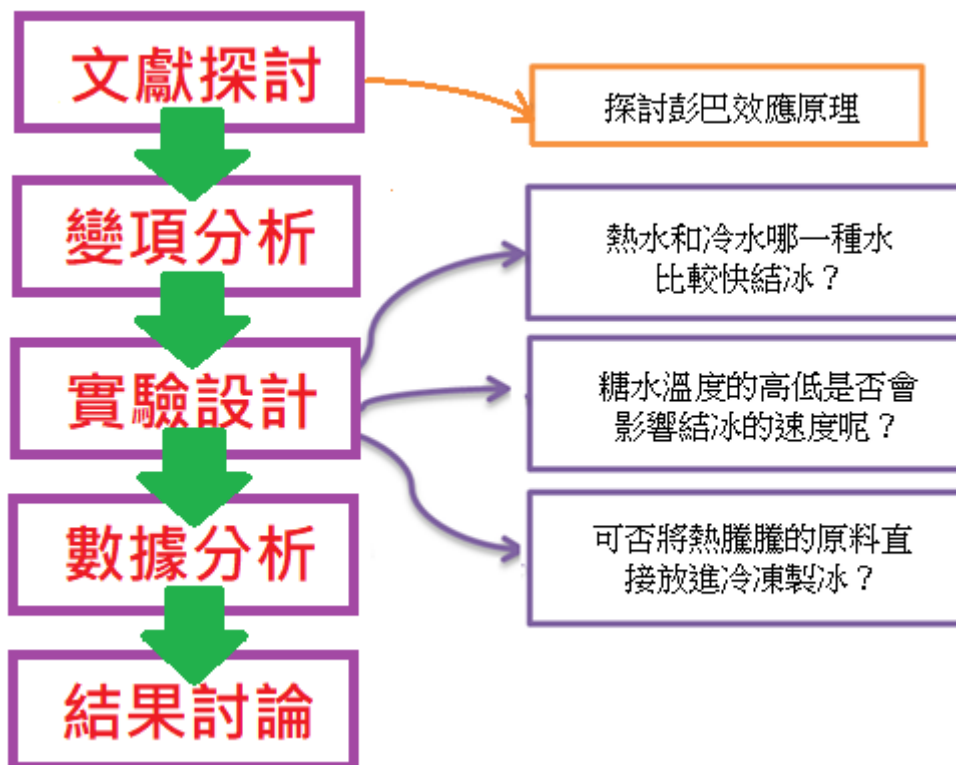 文獻探討
探討彭巴效應原理
變項分析
熱水和冷水哪一種水
比較快結冰？
實驗設計
糖水溫度的高低是否會
影響結冰的速度呢？
數據分析
可否將熱騰騰的原料直
接放進冷凍製冰？
結果討論